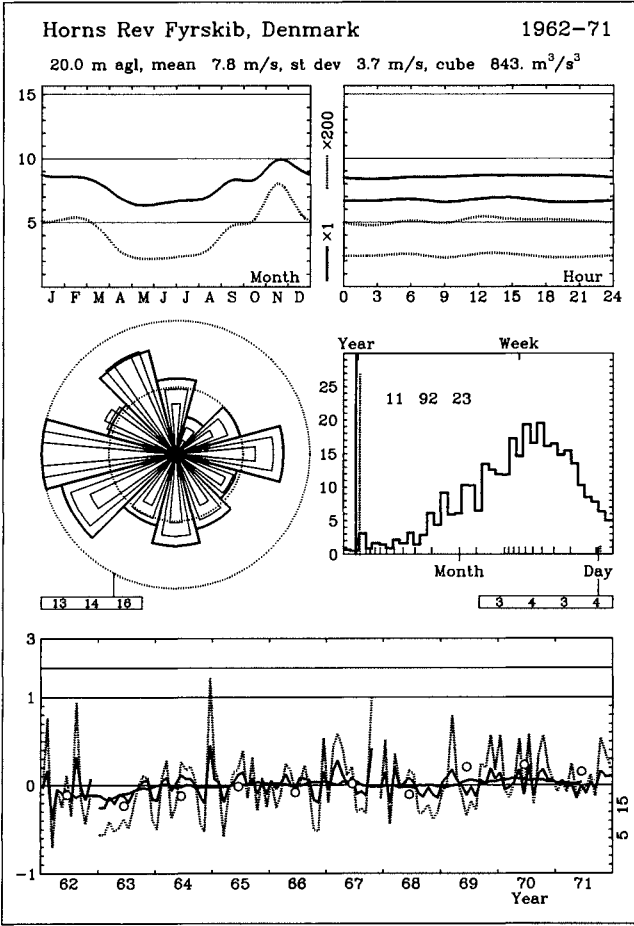 Horns Rev Fyrskib, Denmark 1962-71
20.0 m agl, mean 7.8 m/s, st dev 3.7 m/s, cube 843. m³/s³
15
10
5
Month
J F M A M J J A S O N D
×1 ×200
Hour
0 3 6 9 12 15 18 21 24
13 14 16
Year Week
25
20
15
10
5
0
11 92 23
Month Day
3 4 3 4
3
1
0
-1
5 15
62 63 64 65 66 67 68 69 70 71
Year